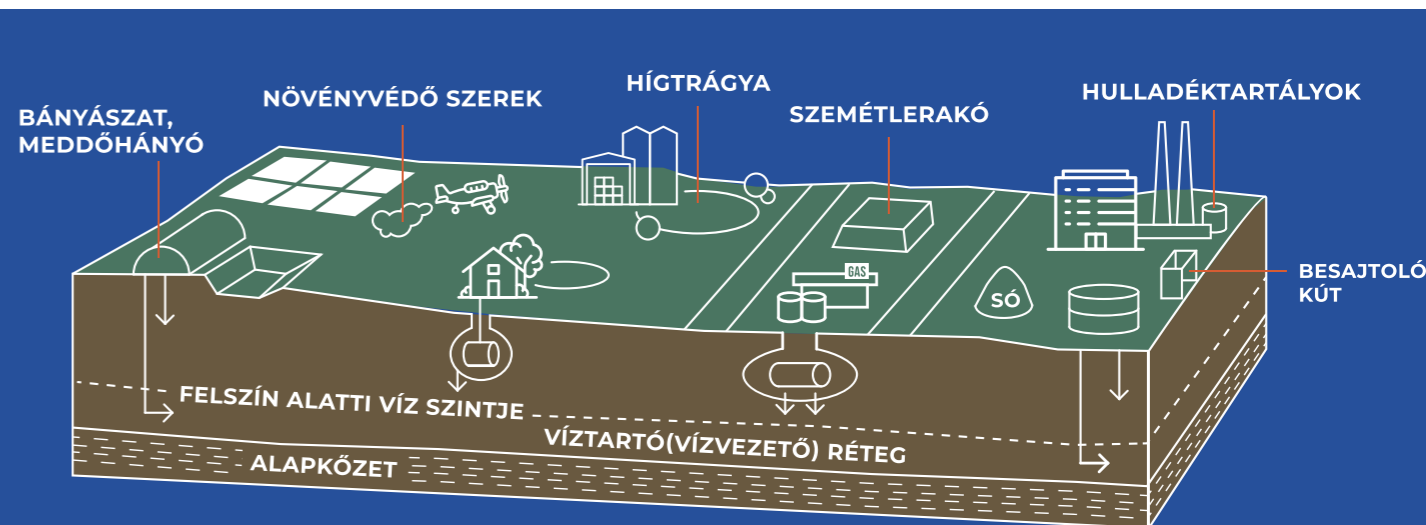 BÁNYÁSZAT,
MEDDŐHÁNYÓ
NÖVÉNYVÉDŐ SZEREK
HÍGTRÁGYA
SZEMÉTLERAKÓ
HULLADÉKTARTÁLYOK
GAS
SÓ
BESAJTOLÓ
KÚT
FELSZÍN ALATTI VÍZ SZINTJE
VÍZTARTÓ(VÍZVEZETŐ) RÉTEG
ALAPKŐZET